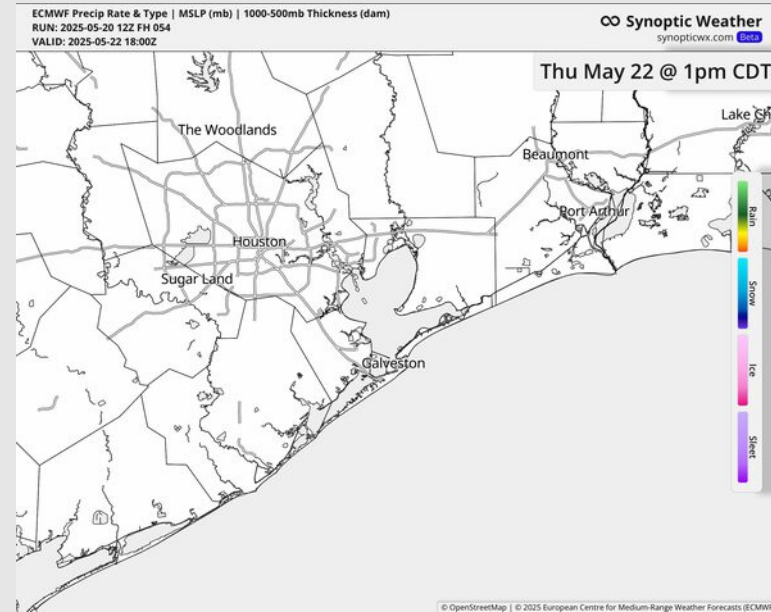 ECMWF Precip Rate & Type | MSLP (mb) | 1000-500mb Thickness (dam)
RUN: 2025-05-20 12Z FH 054
VALID: 2025-05-22 18:00Z
Synoptic Weather
synopticwx.com Beta
Thu May 22 @ 1pm CDT
Lake Ch
The Woodlands
Beaumont
Port Arthur
Houston
Sugar Land
Galveston
Rain
Snow
Ice
Sleet
© OpenStreetMap | © 2025 European Centre for Medium-Range Weather Forecasts (ECMWF